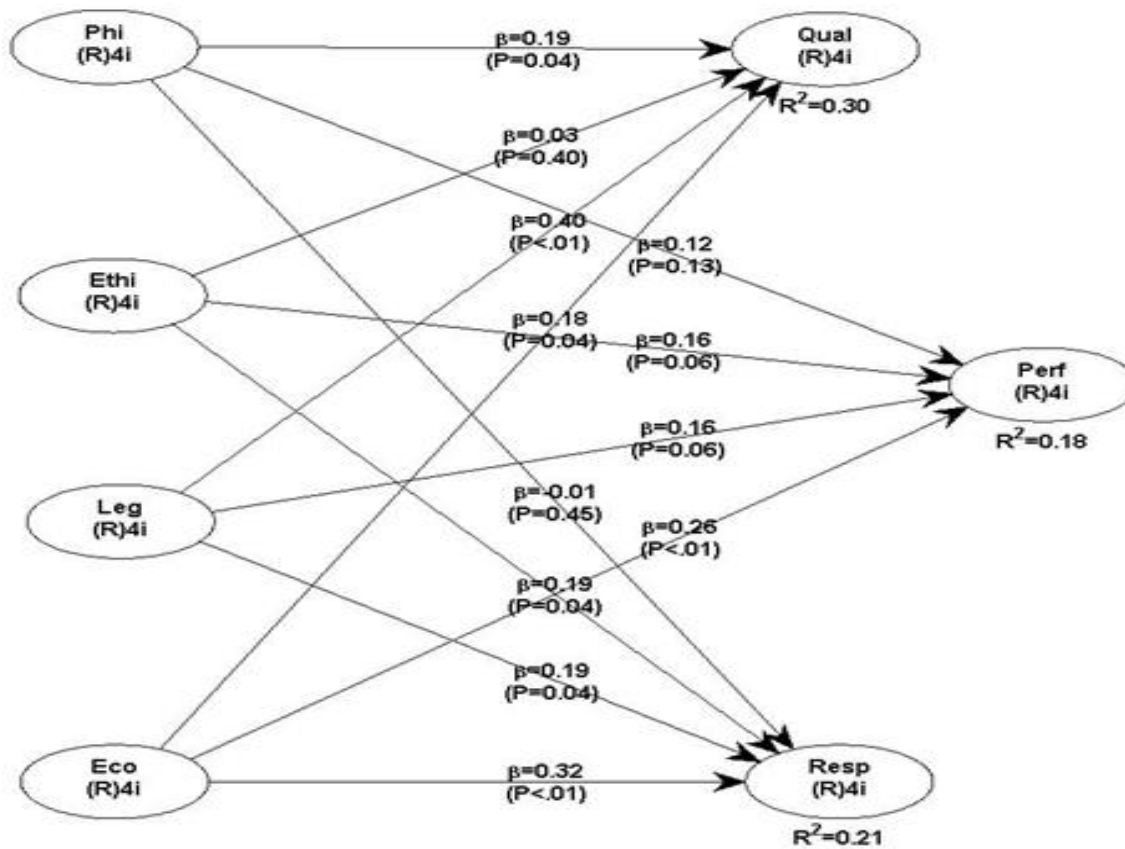 Phi
(R)4i
β=0.19
(P=0.04)
Qual
(R)4i
R²=0.30
β=0.03
(P=0.40)
β=0.40
(P<.01)
β=0.12
(P=0.13)
Ethi
(R)4i
β=0.18
(P=0.04)
β=0.16
(P=0.06)
Perf
(R)4i
R²=0.18
β=0.16
(P=0.06)
Leg
(R)4i
β=-0.01
(P=0.45)
β=0.26
(P<.01)
β=0.19
(P=0.04)
β=0.19
(P=0.04)
Eco
(R)4i
β=0.32
(P<.01)
Resp
(R)4i
R²=0.21